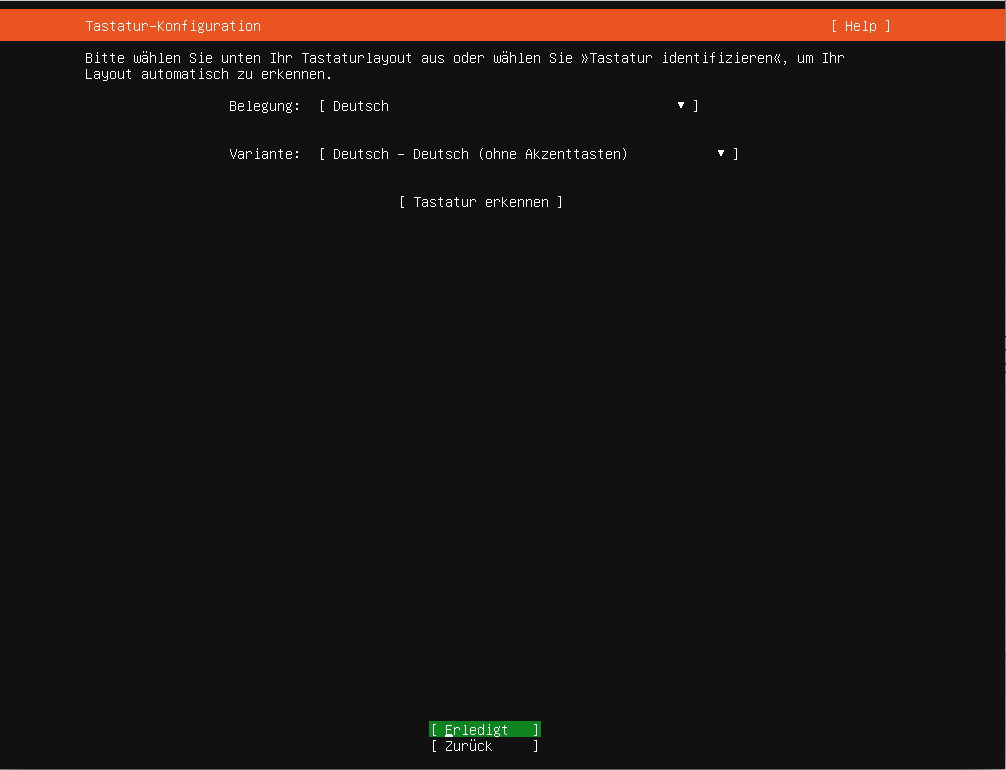 Tastatur-Konfiguration [ Help ]
Bitte wählen Sie unten Ihr Tastaturlayout aus oder wählen Sie »Tastatur identifizieren«, um Ihr
Layout automatisch zu erkennen.
Belegung: [ Deutsch ▾ ]
Variante: [ Deutsch - Deutsch (ohne Akzenttasten) ▾ ]
[ Tastatur erkennen ]
[ Erledigt ]
[ Zurück ]